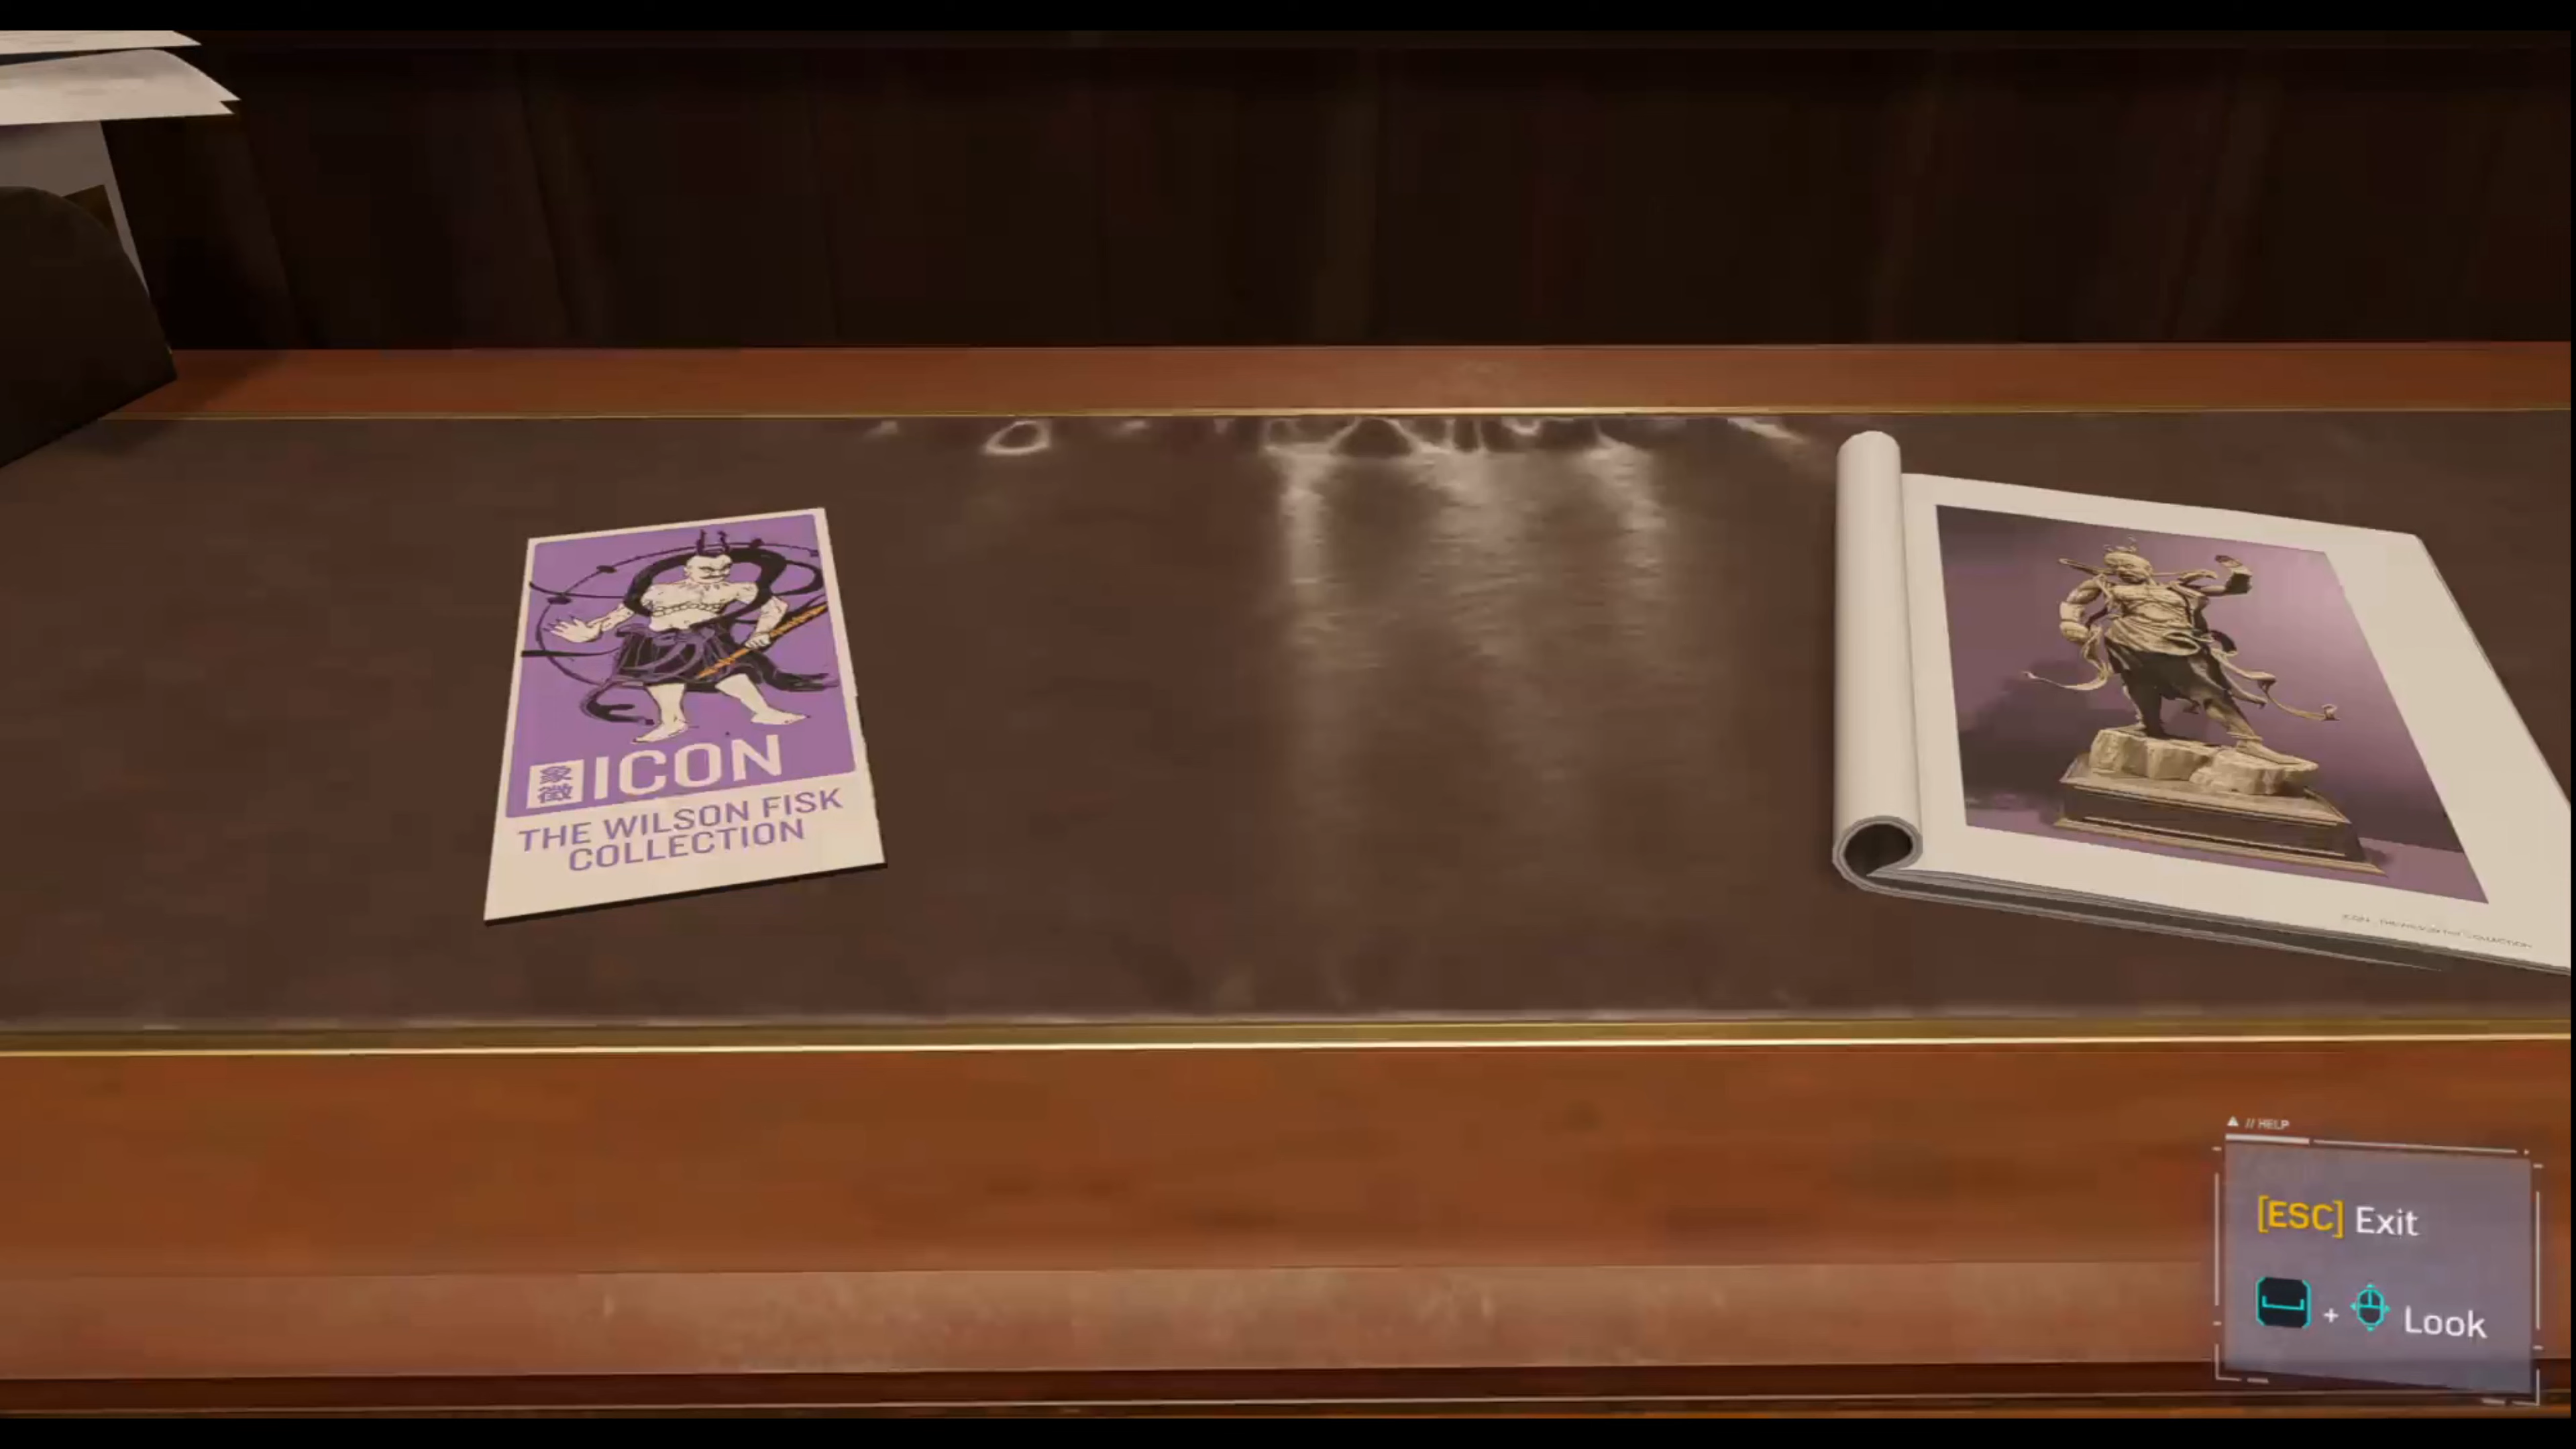 象徵
ICON
THE WILSON FISK
COLLECTION
// HELP
[ESC] Exit
+ Look